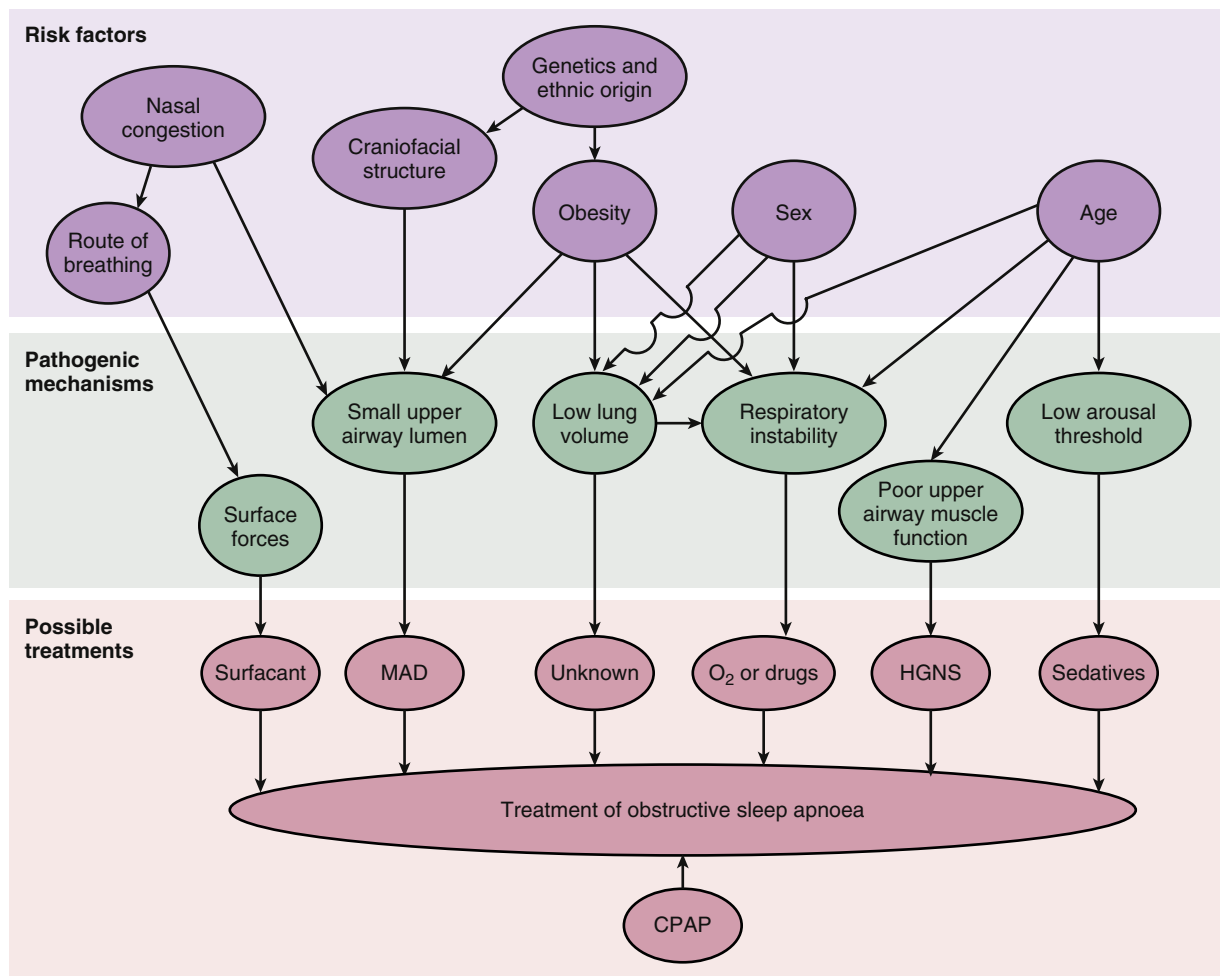 Risk factors
Genetics and
ethnic origin
Nasal
congestion
Craniofacial
structure
Obesity
Sex
Age
Route of
breathing
Pathogenic
mechanisms
Small upper
airway lumen
Low lung
volume
Respiratory
instability
Low arousal
threshold
Poor upper
airway muscle
function
Surface
forces
Possible
treatments
Surfacant
MAD
Unknown
O₂ or drugs
HGNS
Sedatives
Treatment of obstructive sleep apnoea
CPAP